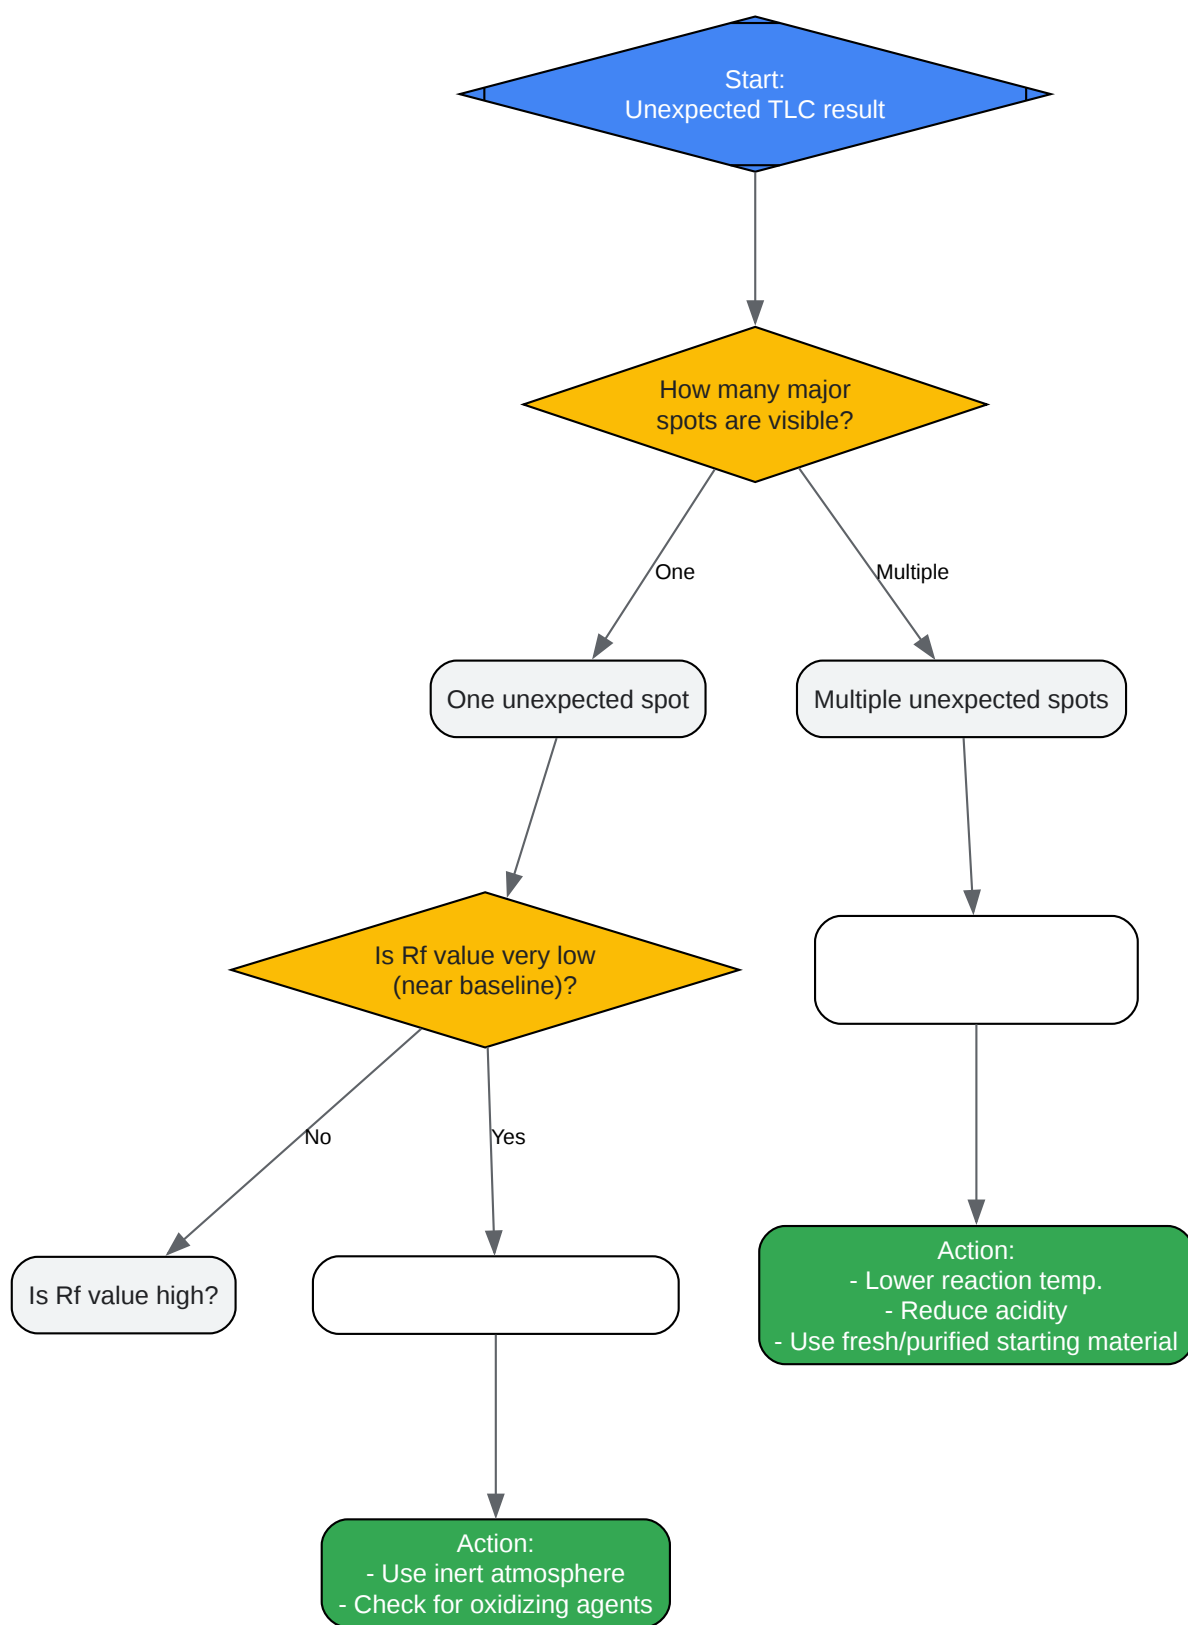 Start:
Unexpected TLC result
How many major
spots are visible?
One
Multiple
One unexpected spot
Multiple unexpected spots
Is Rf value very low
(near baseline)?
No
Yes
Is Rf value high?
Action:
- Lower reaction temp.
- Reduce acidity
- Use fresh/purified starting material
Action:
- Use inert atmosphere
- Check for oxidizing agents